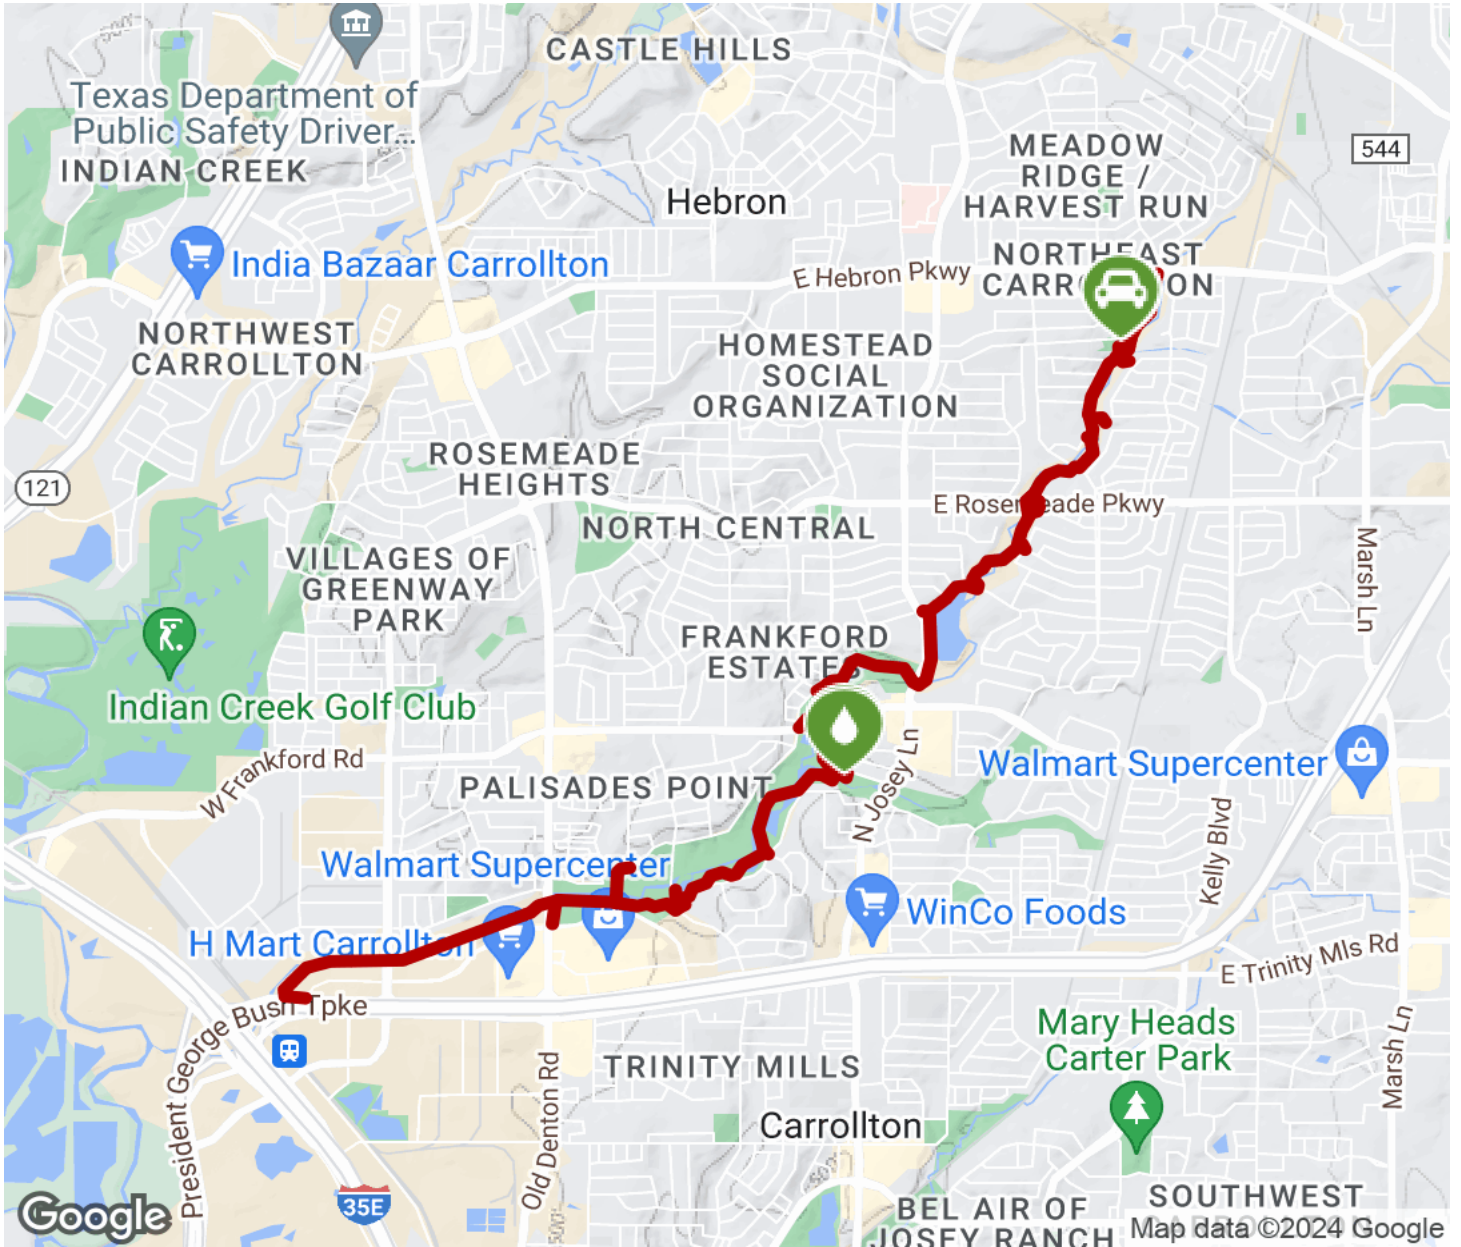 CASTLE HILLS
Texas Department of
Public Safety Driver...
INDIAN CREEK
MEADOW
RIDGE /
HARVEST RUN
544
Hebron
India Bazaar Carrollton
E Hebron Pkwy
NORTHEAST
NORTHWEST
CARROLLTON
HOMESTEAD
SOCIAL
ORGANIZATION
ROSEMEADE
HEIGHTS
121
E Rosemeade Pkwy
NORTH CENTRAL
VILLAGES OF
GREENWAY
PARK
Marsh Ln
FRANKFORD
ESTATES
Indian Creek Golf Club
W Frankford Rd
N Josey Ln
Walmart Supercenter
PALISADES POINT
Kelly Blvd
Walmart Supercenter
WinCo Foods
H Mart Carrollton
E Trinity Mls Rd
President George Bush Tpke
Mary Heads
Carter Park
Marsh Ln
TRINITY MILLS
Old Denton Rd
Carrollton
500'
500'
35E
BEL AIR OF
JOSEY RANCH
SOUTHWEST
Google
Map data ©2024 Google